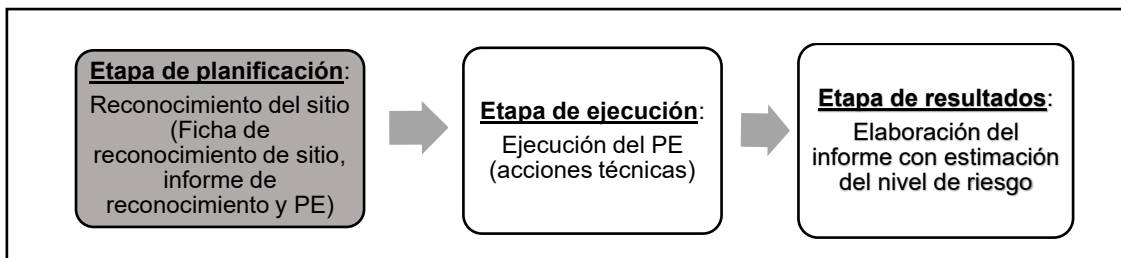 Etapa de planificación:
Reconocimiento del sitio
(Ficha de
reconocimiento de sitio,
informe de
reconocimiento y PE)
Etapa de ejecución:
Ejecución del PE
(acciones técnicas)
Etapa de resultados:
Elaboración del
informe con estimación
del nivel de riesgo